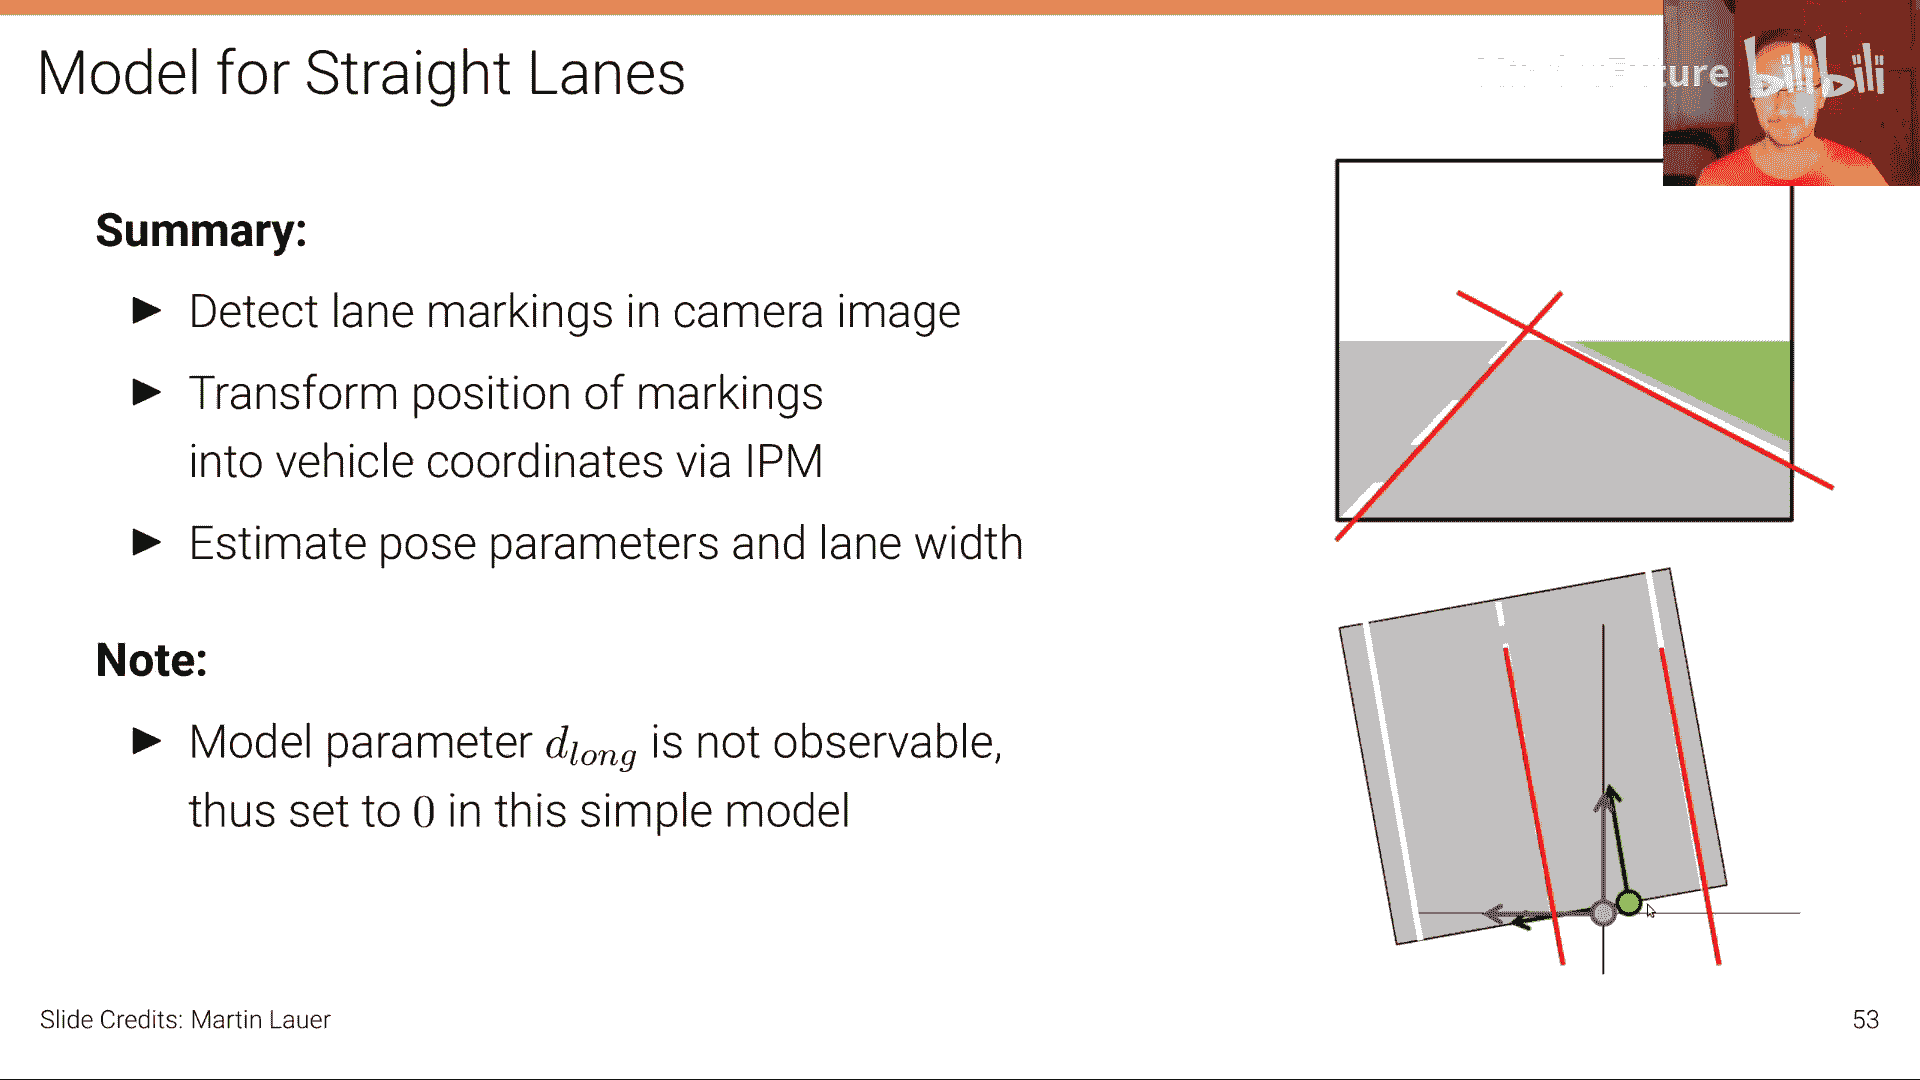 Model for Straight Lanes
bilibili
Summary:
► Detect lane markings in camera image
► Transform position of markings
into vehicle coordinates via IPM
► Estimate pose parameters and lane width
Note:
► Model parameter d_long is not observable,
thus set to 0 in this simple model
Slide Credits: Martin Lauer
53